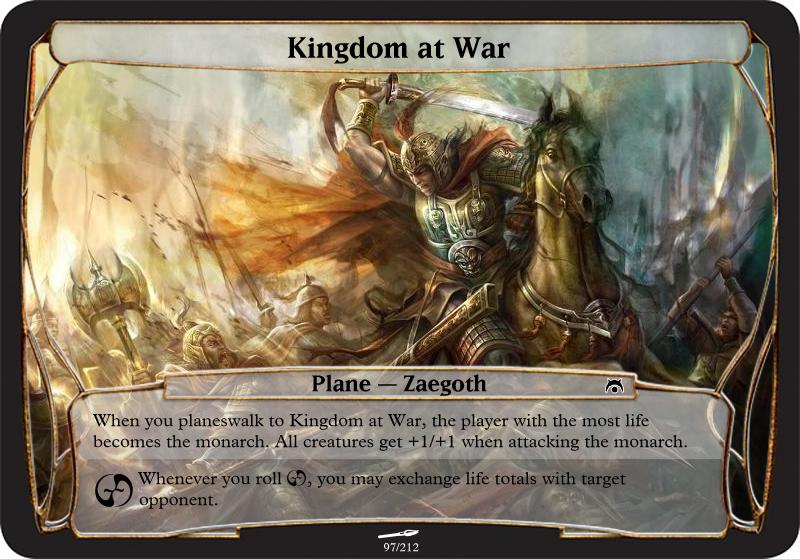 Kingdom at War
Plane — Zaegoth
When you planeswalk to Kingdom at War, the player with the most life
becomes the monarch. All creatures get +1/+1 when attacking the monarch.
Whenever you roll , you may exchange life totals with target
opponent.
97/212